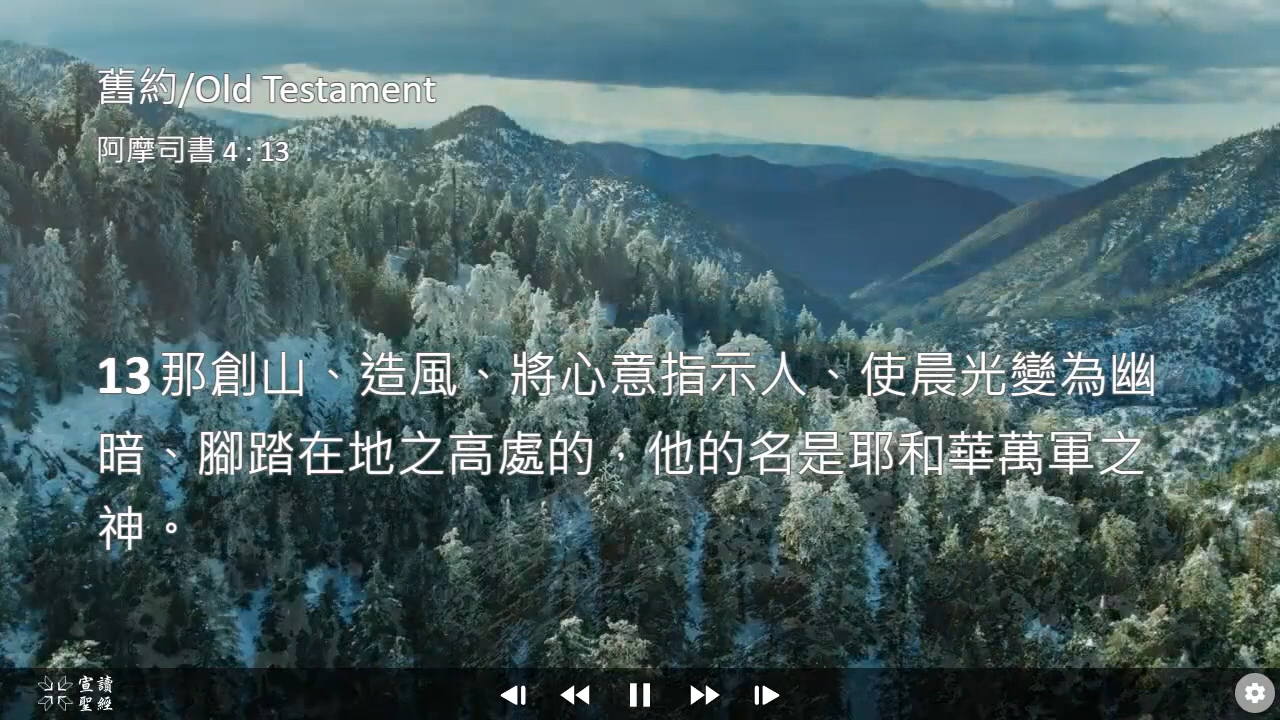 舊約/Old Testament
阿摩司書 4 : 13
13 那創山、造風、將心意指示人、使晨光變為幽
暗、腳踏在地之高處的，他的名是耶和華萬軍之
神。
宣讀
聖經